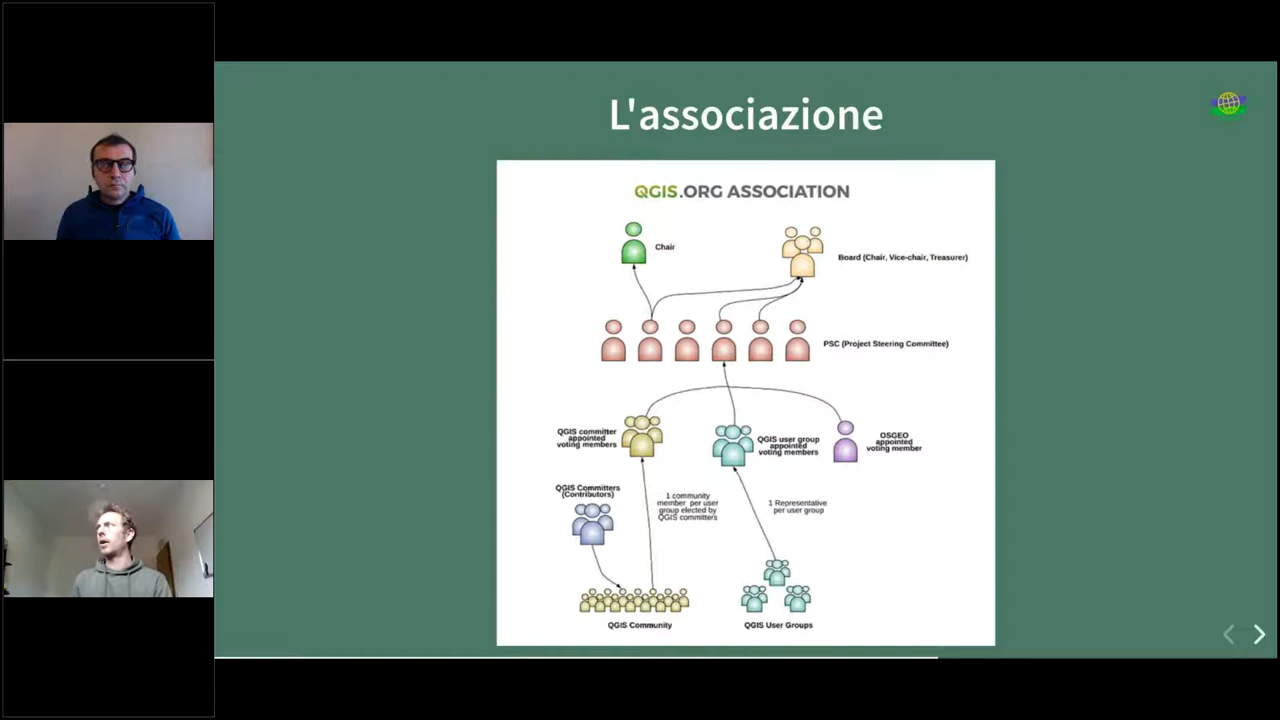 L'associazione
QGIS.ORG ASSOCIATION
Chair
Board (Chair, Vice-chair, Treasurer)
PSC (Project Steering Committee)
QGIS committer
appointed
voting members
QGIS user group
appointed
voting members
OSGEO
appointed
voting member
QGIS Committers
(Contributors)
1 community
member per user
group elected by
QGIS committers
1 Representative
per user group
QGIS Community
QGIS User Groups